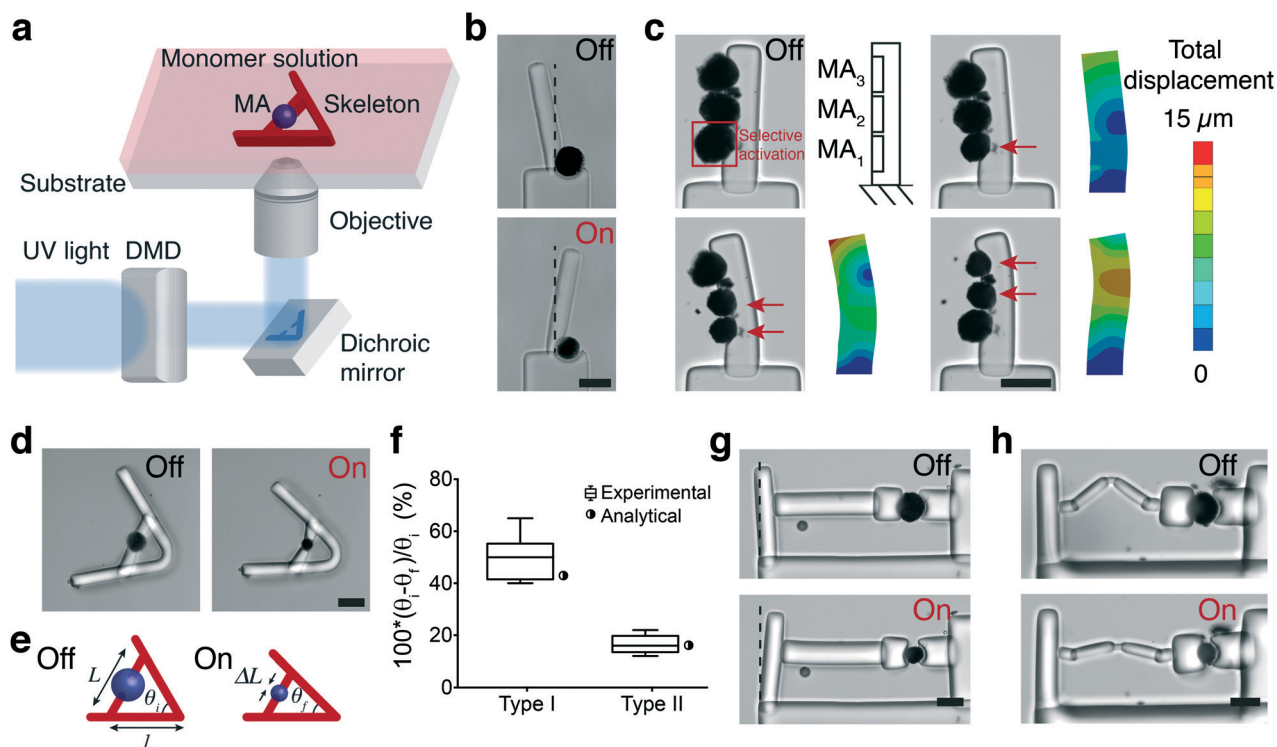 a
Monomer solution
MA
Skeleton
Substrate
Objective
UV light
DMD
Dichroic
mirror
b
Off
On
c
Off
Selective
activation
MA3
MA2
MA1
Total
displacement
15 µm
0
d
Off
On
e
Off
L
θi
l
On
ΔL
θf
f
100*(θi-θf)/θi (%)
80
60
40
20
0
Experimental
Analytical
Type I
Type II
g
Off
On
h
Off
On